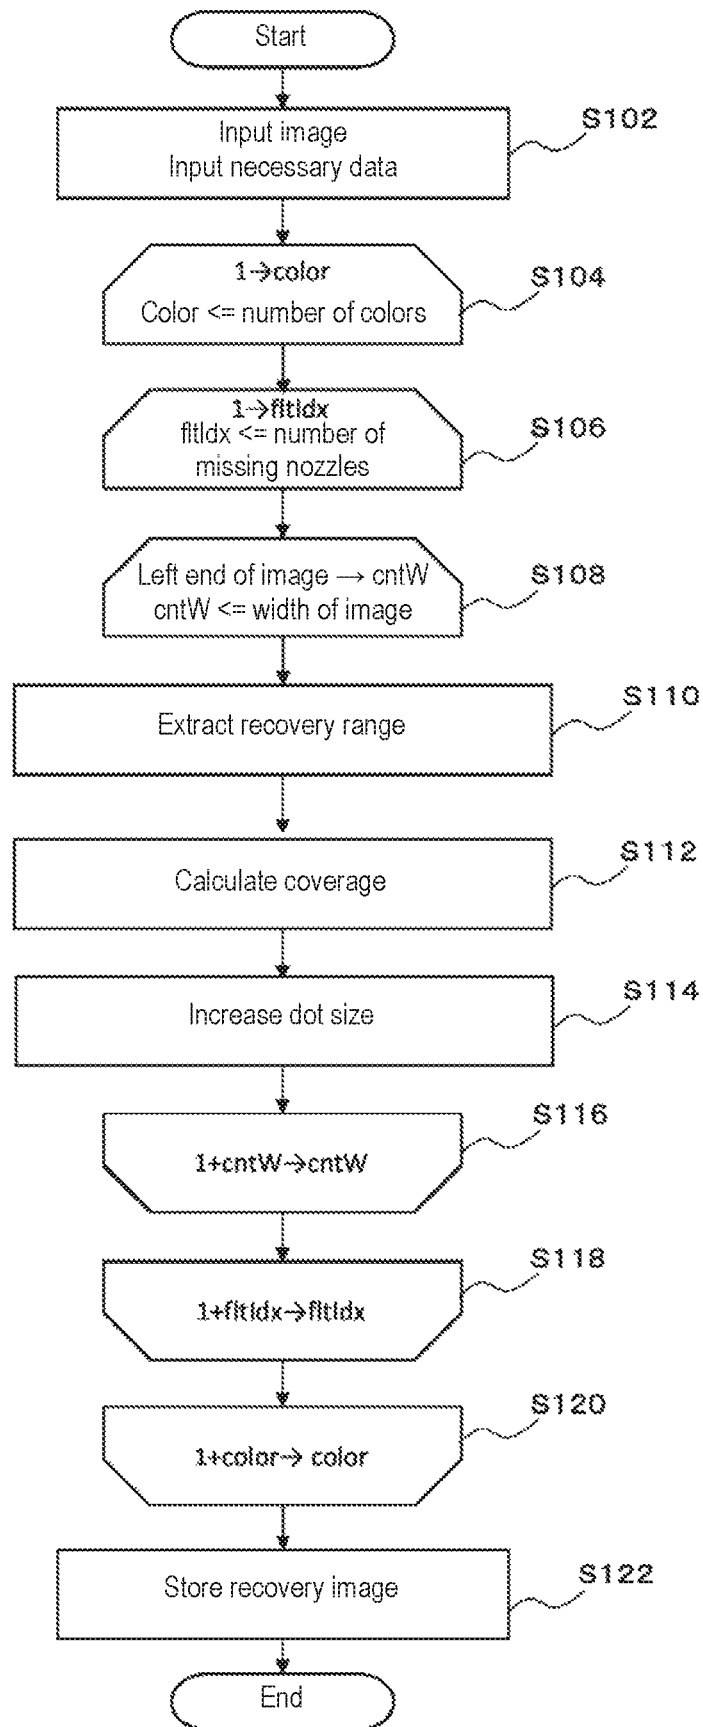 Start
Input image
Input necessary data
S102
1→color
Color <= number of colors
S104
1→fltIdx
fltIdx <= number of
missing nozzles
S106
Left end of image → cntW
cntW <= width of image
S108
Extract recovery range
S110
Calculate coverage
S112
Increase dot size
S114
1+cntW→cntW
S116
1+fltIdx→fltIdx
S118
1+color→ color
S120
Store recovery image
S122
End